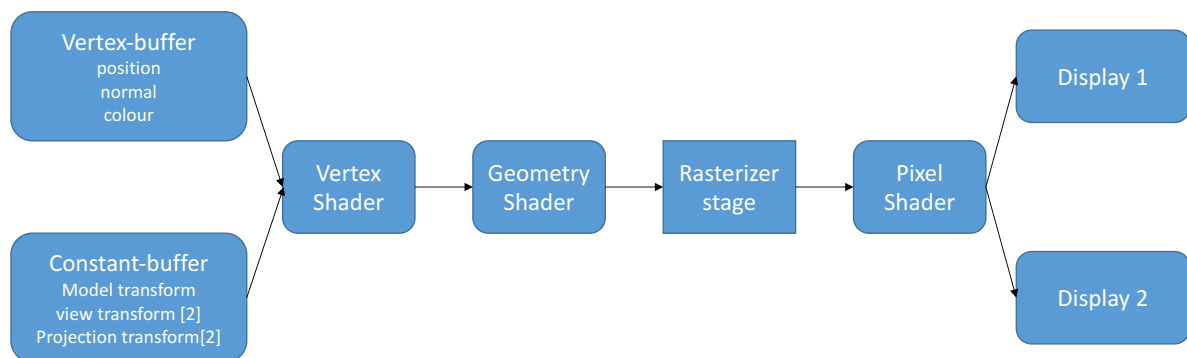 Vertex-buffer
position
normal
colour
Constant-buffer
Model transform
view transform [2]
Projection transform[2]
Vertex
Shader
Geometry
Shader
Rasterizer
stage
Pixel
Shader
Display 1
Display 2